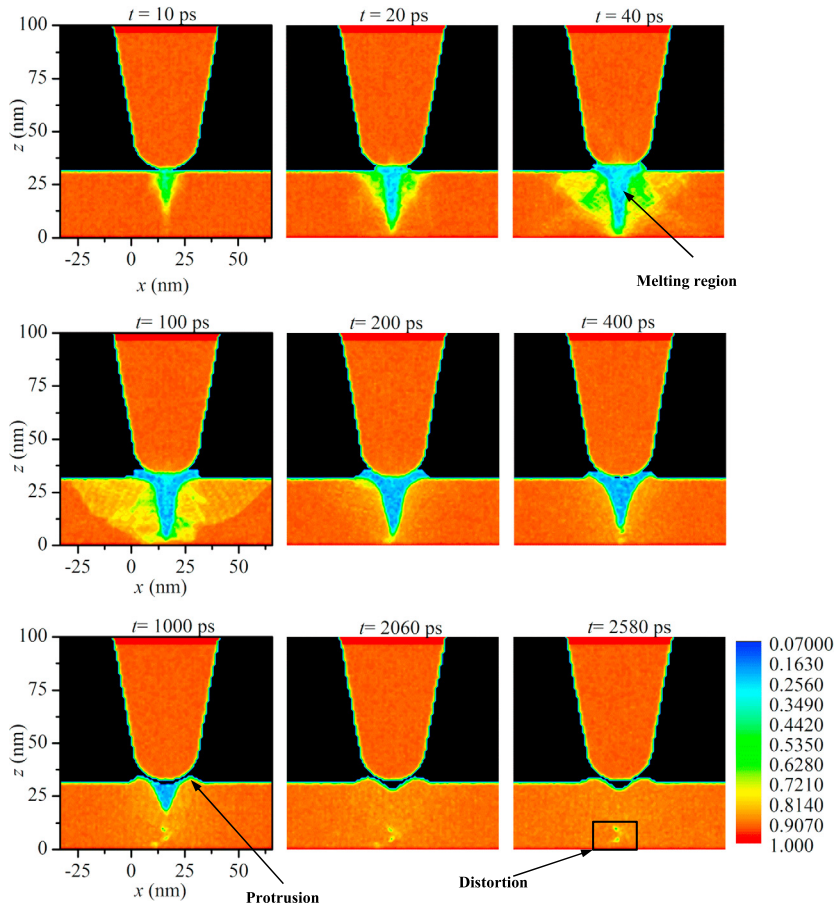 t = 10 ps
t= 20 ps
t= 40 ps
100
75
50
25
0
z (nm)
-25 0 25 50
x (nm)
Melting region
t= 100 ps
t= 200 ps
t= 400 ps
100
75
50
25
0
z (nm)
-25 0 25 50
x (nm)
t= 1000 ps
t= 2060 ps
t= 2580 ps
100
75
50
25
0
z (nm)
-25 0 25 50
x (nm)
0.07000
0.1630
0.2560
0.3490
0.4420
0.5350
0.6280
0.7210
0.8140
0.9070
1.000
Protrusion
Distortion